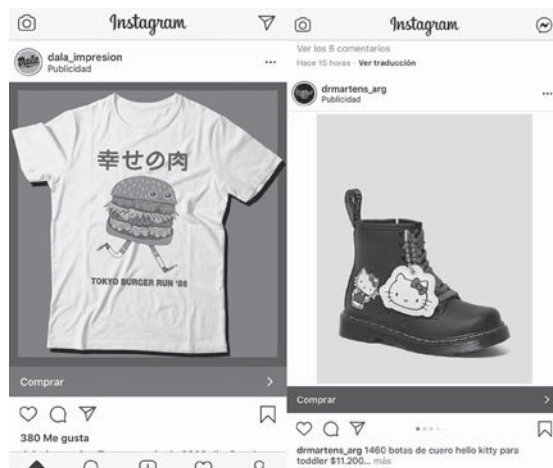 Instagram
dala_impresion
Publicidad
幸せの肉
TOKYO BURGER RUN '86
Comprar
380 Me gusta
Instagram
Ver los 6 comentarios
Hace 15 horas · Ver traducción
drmartens_arg
Publicidad
Comprar
drmartens_arg 1460 botas de cuero hello kitty para
toddler $11.200... más